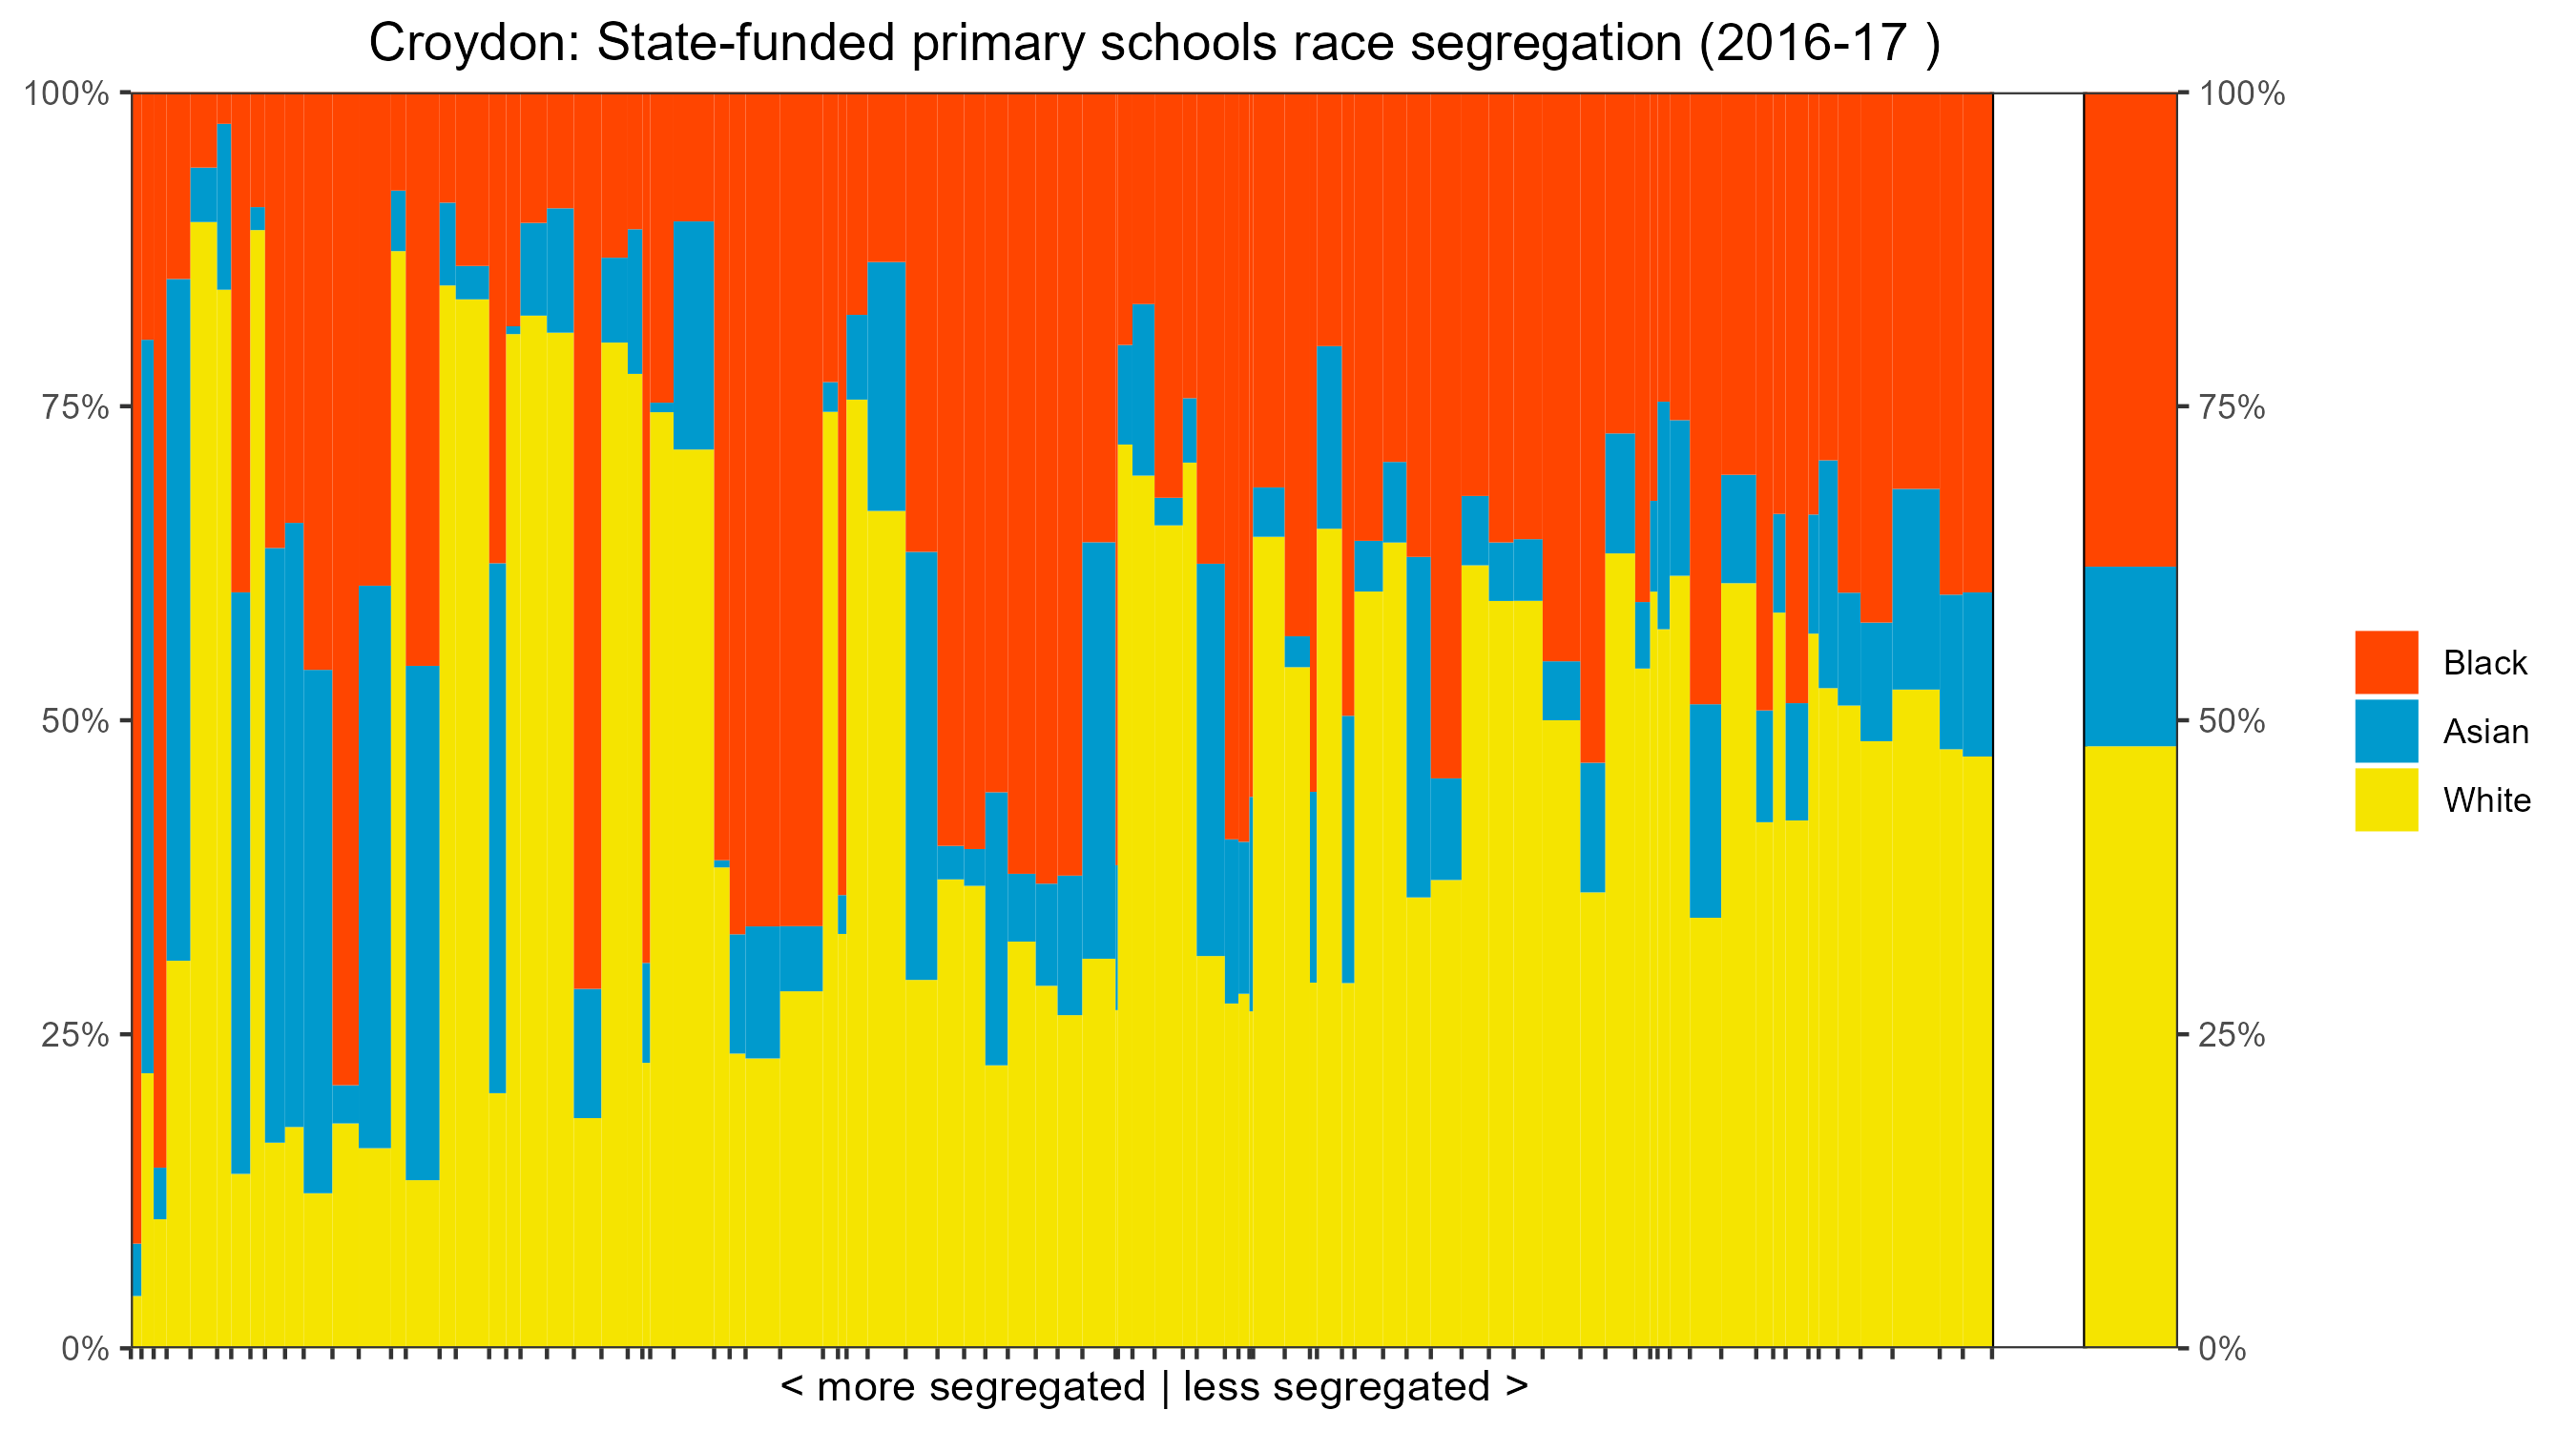 Croydon: State-funded primary schools race segregation (2016-17 )
100%
75%
50%
25%
0%
100%
75%
50%
25%
0%
Black
Asian
White
< more segregated | less segregated >